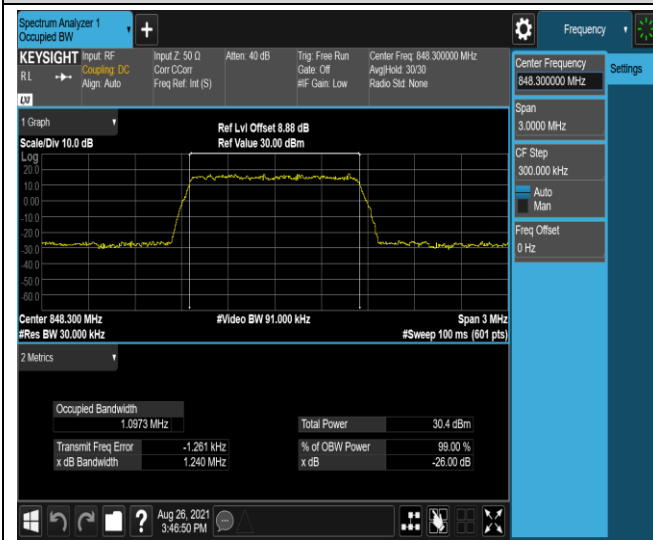 Spectrum Analyzer 1
Occupied BW
+
Frequency
KEYSIGHT
RL
LXI
Input: RF
Coupling: DC
Align: Auto
Input Z: 50 Ω
Corr CCorr
Freq Ref: Int (S)
Atten: 40 dB
Trig: Free Run
Gate: Off
#IF Gain: Low
Center Freq: 848.300000 MHz
Avg|Hold: 30/30
Radio Std: None
Center Frequency
848.300000 MHz
Settings
Span
3.0000 MHz
CF Step
300.000 kHz
Auto
Man
Freq Offset
0 Hz
1 Graph
Scale/Div 10.0 dB
Ref Lvl Offset 8.88 dB
Ref Value 30.00 dBm
Log
20.0
10.0
0.00
-10.0
-20.0
-30.0
-40.0
-50.0
-60.0
Center 848.300 MHz
#Video BW 91.000 kHz
Span 3 MHz
#Res BW 30.000 kHz
#Sweep 100 ms (601 pts)
2 Metrics
Occupied Bandwidth
1.0973 MHz
Total Power 30.4 dBm
Transmit Freq Error -1.261 kHz
% of OBW Power 99.00 %
x dB Bandwidth 1.240 MHz
x dB -26.00 dB
?
Aug 26, 2021
3:46:50 PM